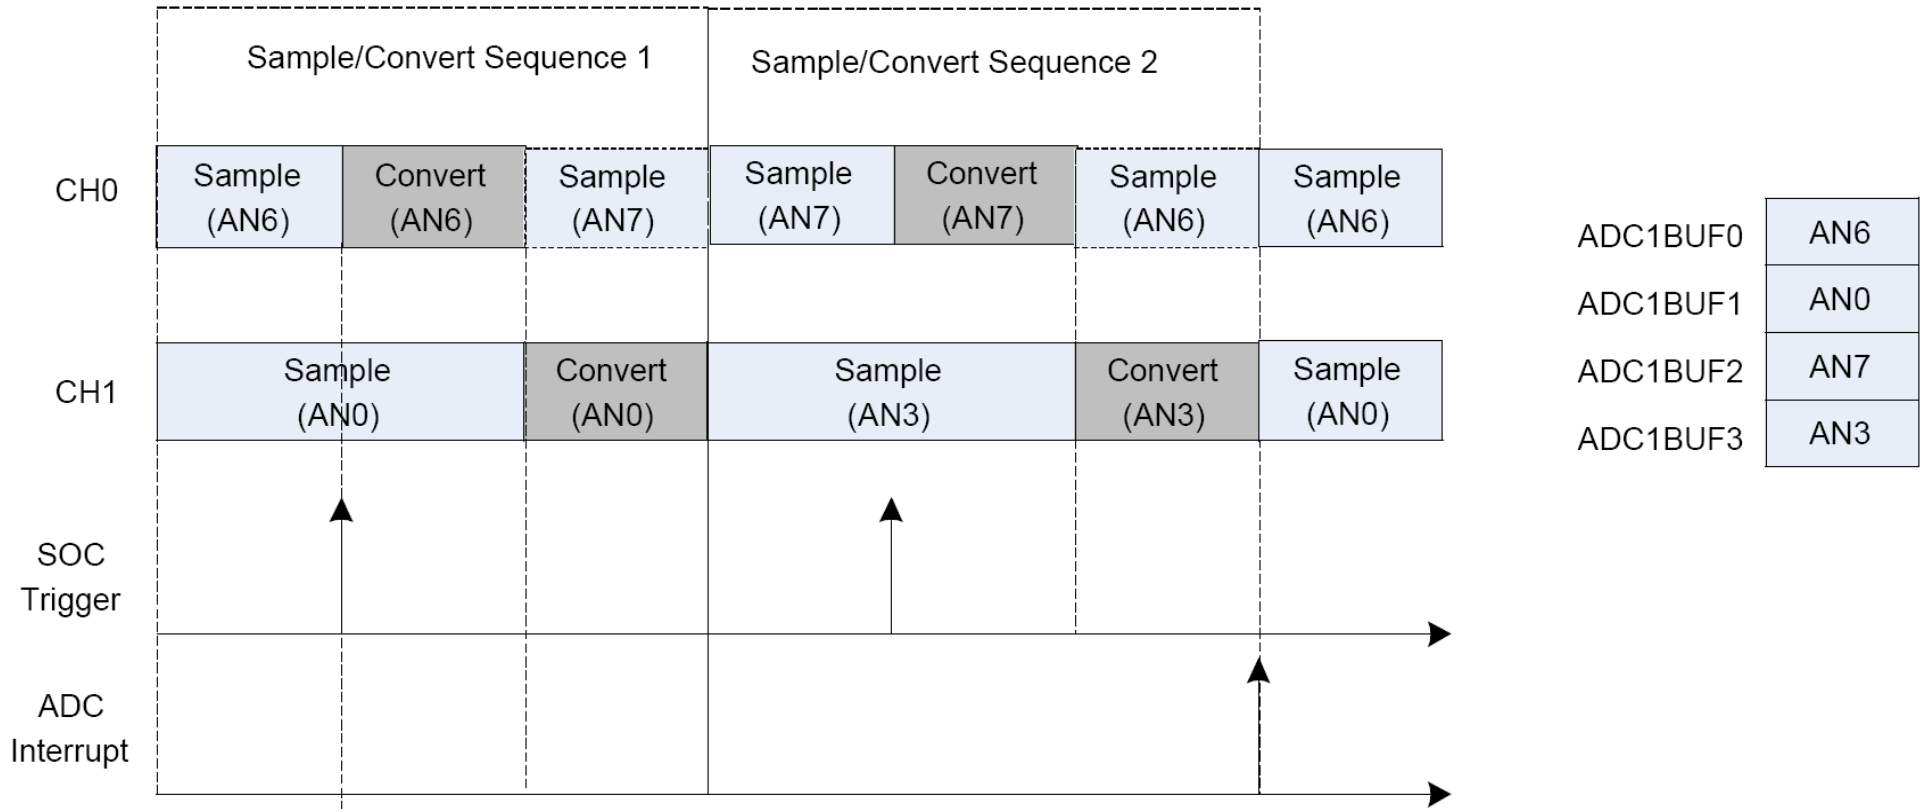 Sample/Convert Sequence 1
Sample/Convert Sequence 2
CH0
Sample
(AN6)
Convert
(AN6)
Sample
(AN7)
Sample
(AN7)
Convert
(AN7)
Sample
(AN6)
Sample
(AN6)
CH1
Sample
(AN0)
Convert
(AN0)
Sample
(AN3)
Convert
(AN3)
Sample
(AN0)
SOC
Trigger
ADC
Interrupt
ADC1BUF0
AN6
ADC1BUF1
AN0
ADC1BUF2
AN7
ADC1BUF3
AN3